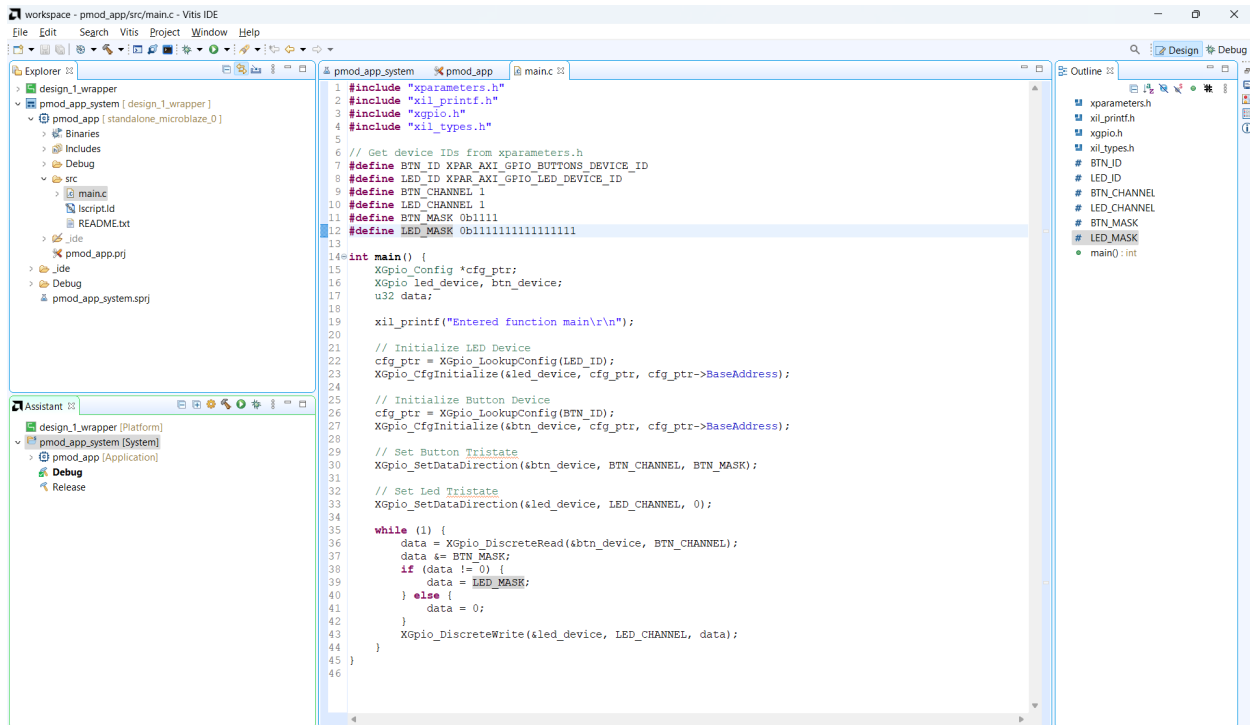 workspace - pmod_app/src/main.c - Vitis IDE
File Edit Search Vitis Project Window Help
Design Debug
Explorer
design_1_wrapper
pmod_app_system [ design_1_wrapper ]
pmod_app [ standalone_microblaze_0 ]
Binaries
Includes
Debug
src
main.c
lscript.ld
README.txt
_ide
pmod_app.prj
_ide
Debug
pmod_app_system.sprj
Assistant
design_1_wrapper [Platform]
pmod_app_system [System]
pmod_app [Application]
Debug
Release
pmod_app_system pmod_app main.c
1 #include "xparameters.h"
2 #include "xil_printf.h"
3 #include "xgpio.h"
4 #include "xil_types.h"
5
6 // Get device IDs from xparameters.h
7 #define BTN_ID XPAR_AXI_GPIO_BUTTONS_DEVICE_ID
8 #define LED_ID XPAR_AXI_GPIO_LED_DEVICE_ID
9 #define BTN_CHANNEL 1
10 #define LED_CHANNEL 1
11 #define BTN_MASK 0b1111
12 #define LED_MASK 0b1111111111111111
13
14 int main() {
15 XGpio_Config *cfg_ptr;
16 XGpio led_device, btn_device;
17 u32 data;
18
19 xil_printf("Entered function main\r\n");
20
21 // Initialize LED Device
22 cfg_ptr = XGpio_LookupConfig(LED_ID);
23 XGpio_CfgInitialize(&led_device, cfg_ptr, cfg_ptr->BaseAddress);
24
25 // Initialize Button Device
26 cfg_ptr = XGpio_LookupConfig(BTN_ID);
27 XGpio_CfgInitialize(&btn_device, cfg_ptr, cfg_ptr->BaseAddress);
28
29 // Set Button Tristate
30 XGpio_SetDataDirection(&btn_device, BTN_CHANNEL, BTN_MASK);
31
32 // Set Led Tristate
33 XGpio_SetDataDirection(&led_device, LED_CHANNEL, 0);
34
35 while (1) {
36 data = XGpio_DiscreteRead(&btn_device, BTN_CHANNEL);
37 data &= BTN_MASK;
38 if (data != 0) {
39 data = LED_MASK;
40 } else {
41 data = 0;
42 }
43 XGpio_DiscreteWrite(&led_device, LED_CHANNEL, data);
44 }
45 }
46
Outline
xparameters.h
xil_printf.h
xgpio.h
xil_types.h
# BTN_ID
# LED_ID
# BTN_CHANNEL
# LED_CHANNEL
# BTN_MASK
# LED_MASK
main() : int